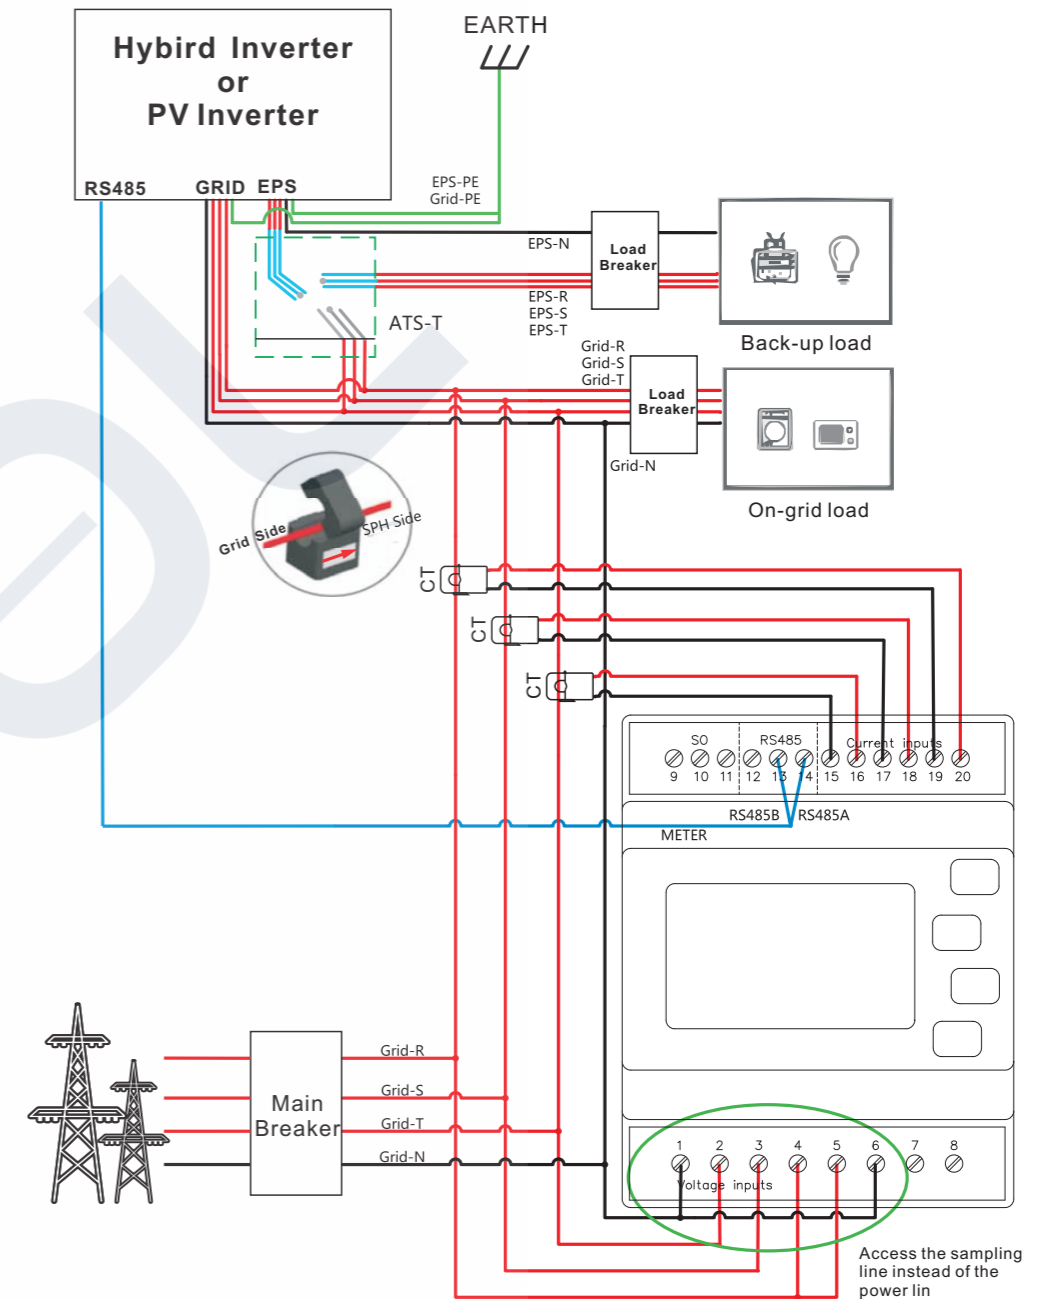 Hybird Inverter
or
PV Inverter
EARTH
RS485
GRID
EPS
EPS-PE
Grid-PE
EPS-N
Load
Breaker
EPS-R
EPS-S
EPS-T
ATS-T
Back-up load
Grid-R
Grid-S
Grid-T
Load
Breaker
Grid-N
On-grid load
Grid Side
SPH Side
CT
CT
CT
SO
RS485
Current inputs
9
10
11
12
13
14
15
16
17
18
19
20
RS485B
RS485A
METER
Main
Breaker
Grid-R
Grid-S
Grid-T
Grid-N
1
2
3
4
5
6
7
8
Voltage inputs
Access the sampling
line instead of the
power lin